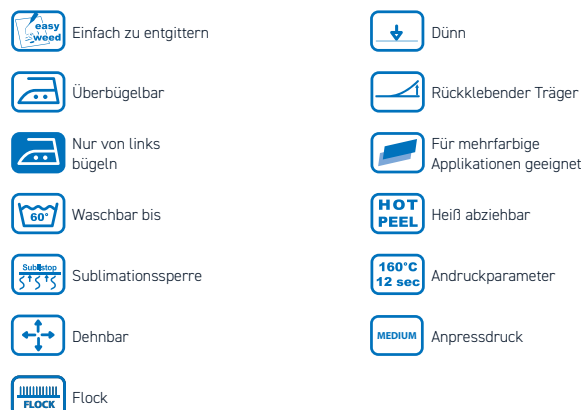 easy
weed
Einfach zu entgittern
Überbügelbar
Nur von links
bügeln
60°
Waschbar bis
Sublistop
Sublimationssperre
Dehnbar
FLOCK
Flock
Dünn
Rückklebender Träger
Für mehrfarbige
Applikationen geeignet
HOT
PEEL
Heiß abziehbar
160°C
12 sec
Andruckparameter
MEDIUM
Anpressdruck